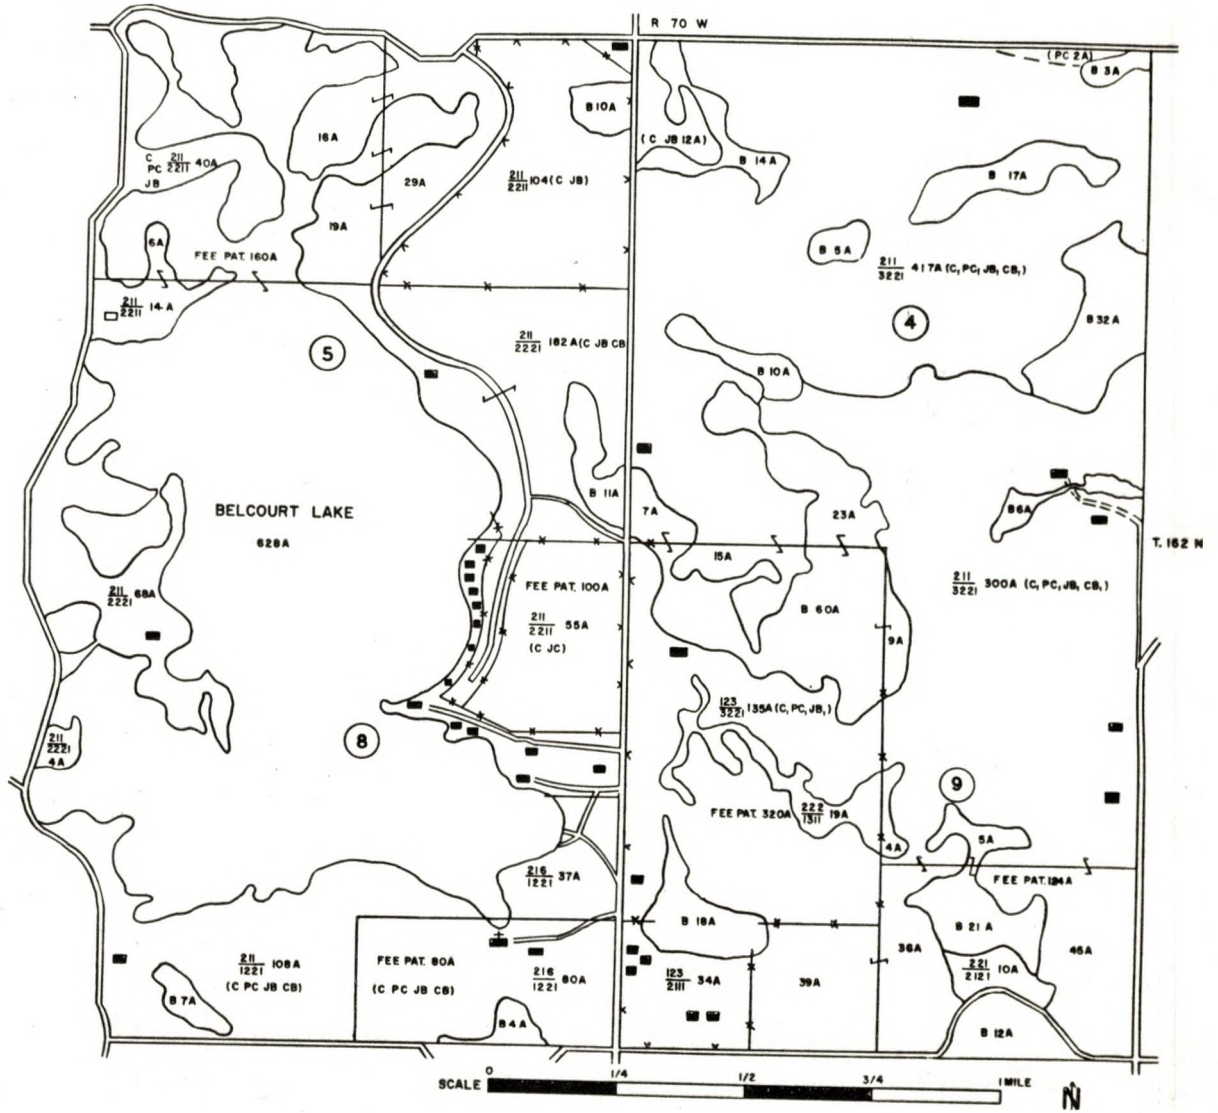 R 70 W
(PC 2A)
B 3A
B 10A
16A
(C JB 12A)
B 14A
C 211 40A
PC 2211
JB
29A
211 104(C JB)
2211
B 17A
19A
6A
FEE PAT. 160A
B 5A
211 417A (C, PC, JB, CB,)
3221
211 14A
2211
4
B 32A
5
211 182A(C JB CB
2221
B 10A
B 11A
7A
23A
B6A
BELCOURT LAKE
628A
T. 162 N
15A
FEE PAT. 100A
211 300A (C, PC, JB, CB,)
3221
211 68A
2221
B 60A
211 55A
2211
(C JC)
9A
123 135A(C, PC, JB,)
3221
211
2221
4A
8
9
FEE PAT. 320A
222 19A
1311
4A
5A
216 37A
1221
FEE PAT. 124A
B 18A
B 21 A
36A
45A
211 108A
1221
(C PC JB CB)
FEE PAT. 80A
(C PC JB CB)
216 80A
1221
123 34A
2111
39A
221 10A
2121
B 7A
B 4 A
B 12A
SCALE
0
1/4
1/2
3/4
1 MILE
N